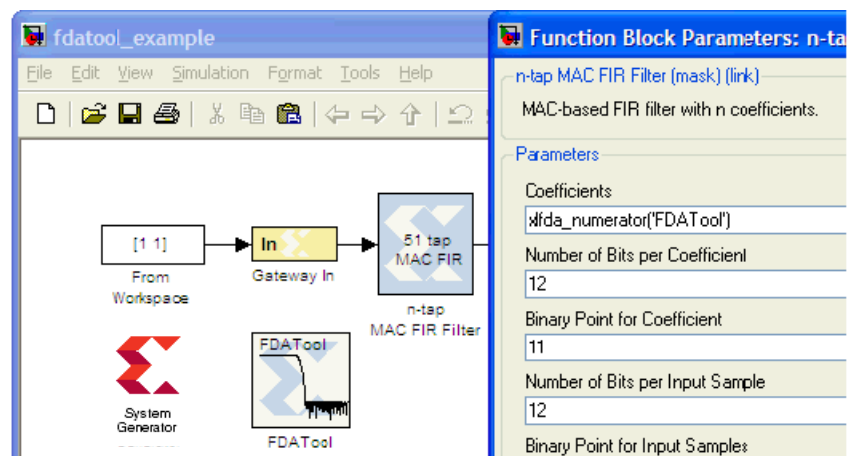 fdatool_example
File Edit View Simulation Format Tools Help
[1 1]
From
Workspace
In
Gateway In
51 tap
MAC FIR
n-tap
MAC FIR Filter
System
Generator
FDATool
FDATool
Function Block Parameters: n-ta
n-tap MAC FIR Filter (mask) (link)
MAC-based FIR filter with n coefficients.
Parameters
Coefficients
xlfda_numerator('FDATool')
Number of Bits per Coefficient
12
Binary Point for Coefficient
11
Number of Bits per Input Sample
12
Binary Point for Input Samples